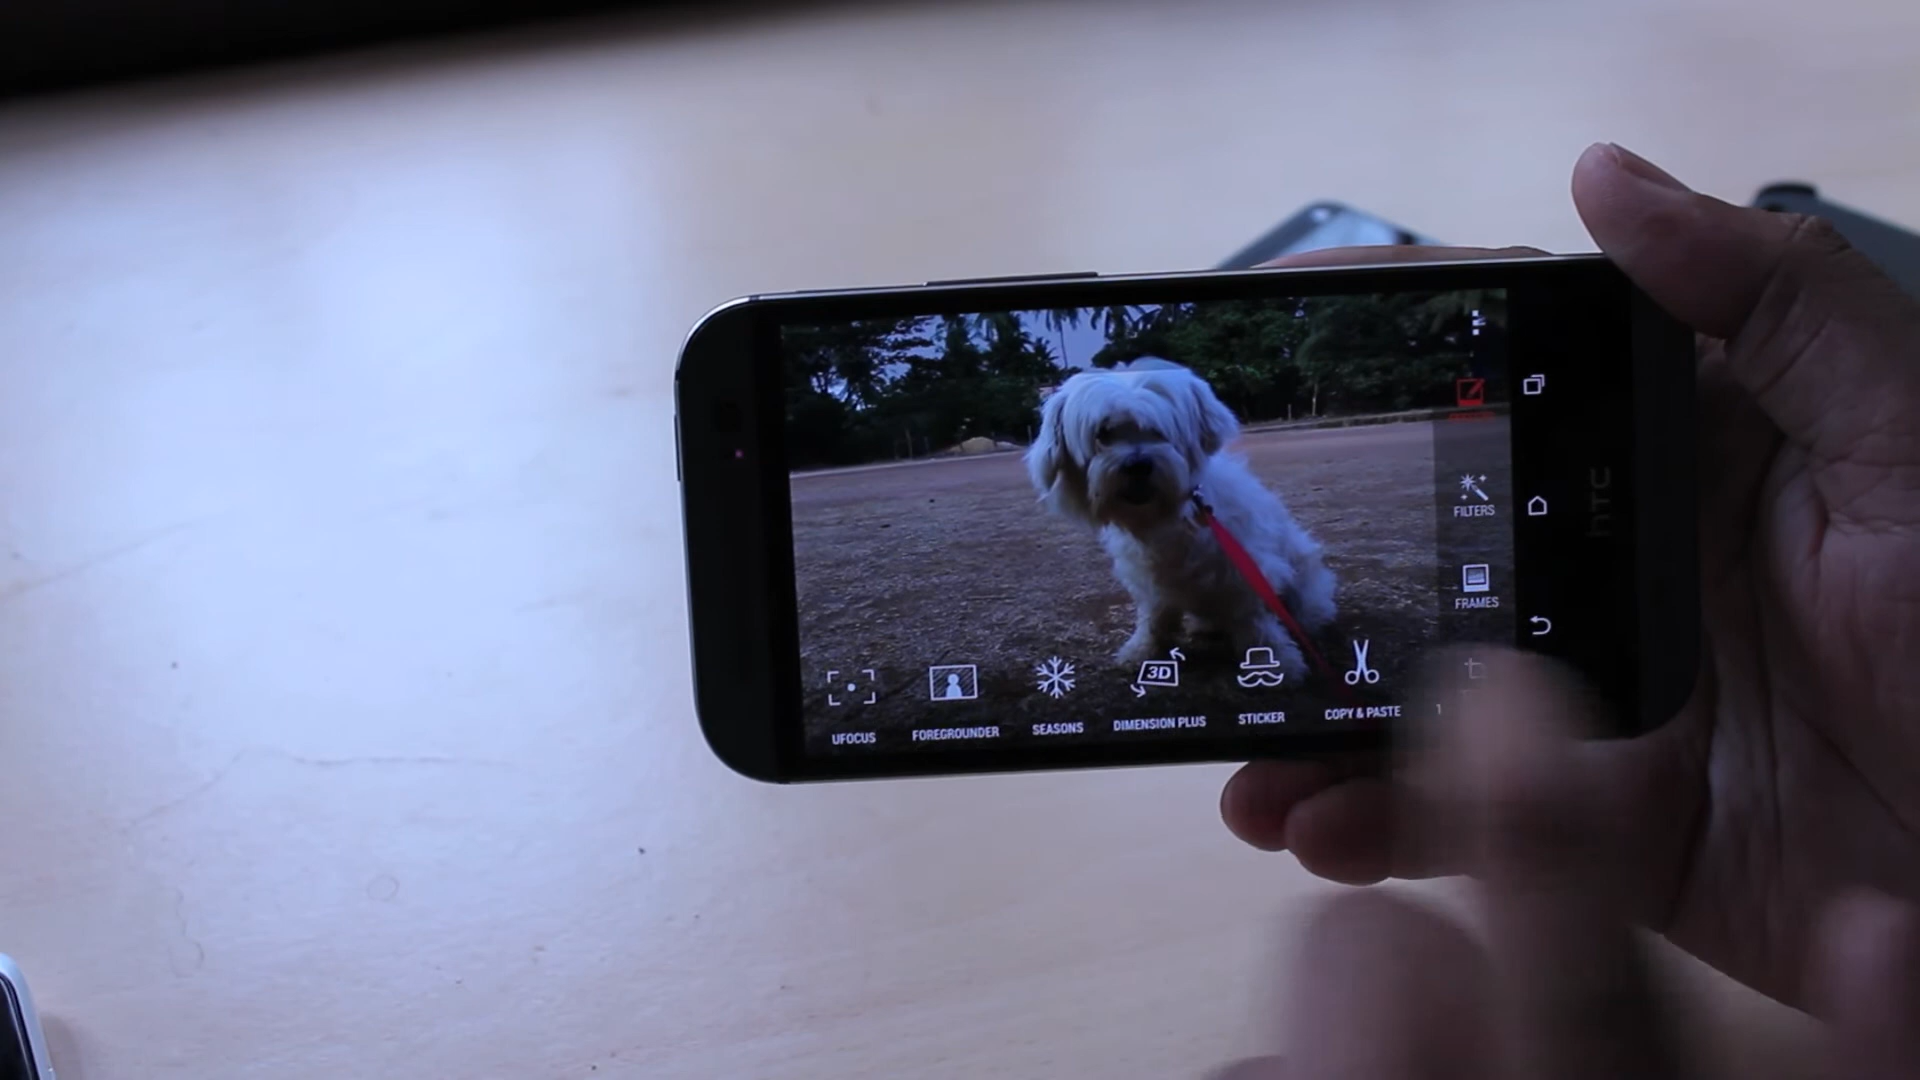 FILTERS
FRAMES
UFOCUS
FOREGROUNDER
SEASONS
3D
DIMENSION PLUS
STICKER
COPY & PASTE
hTC